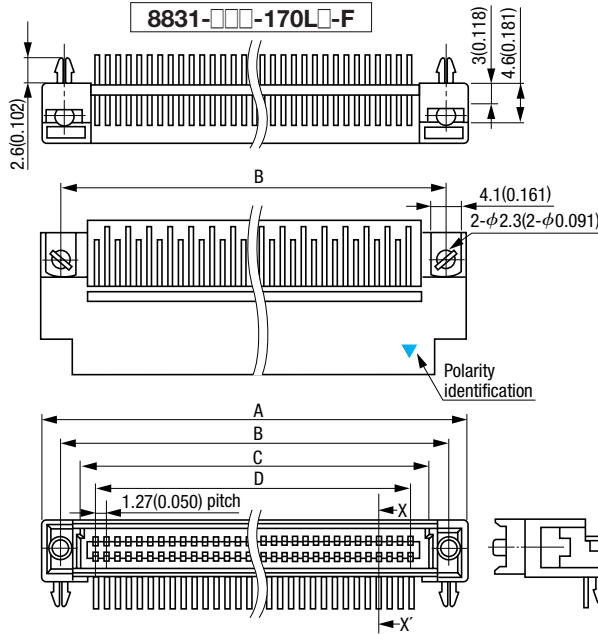 8831-□□□-170L□-F
2.6(0.102)
3(0.118)
4.6(0.181)
B
4.1(0.161)
2-ϕ2.3(2-ϕ0.091)
Polarity
identification
A
B
C
D
1.27(0.050) pitch
X
X´